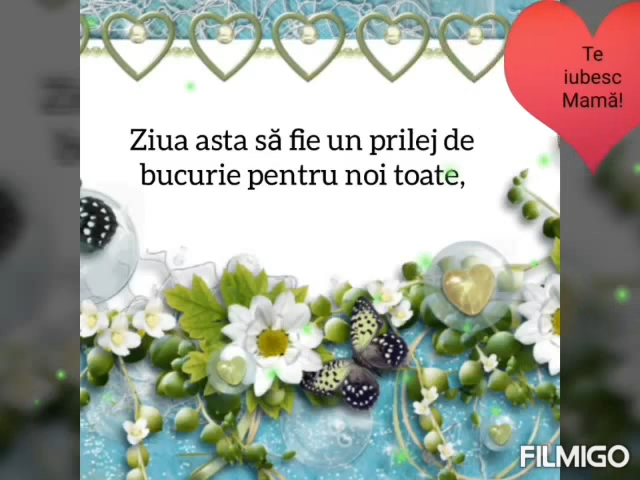 Te
iubesc
Mamă!
Ziua asta să fie un prilej de
bucurie pentru noi toate,
FILMIGO